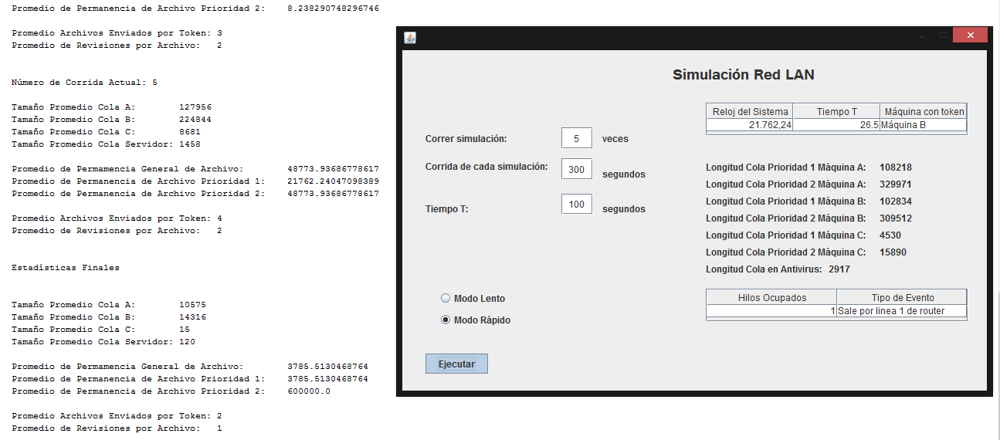 Promedio de Permanencia de Archivo Prioridad 2: 8.238290748296746
Promedio Archivos Enviados por Token: 3
Promedio de Revisiones por Archivo: 2
Número de Corrida Actual: 5
Tamaño Promedio Cola A: 127956
Tamaño Promedio Cola B: 224844
Tamaño Promedio Cola C: 8681
Tamaño Promedio Cola Servidor: 1458
Promedio de Permamencia General de Archivo: 48773.93686778617
Promedio de Permanencia de Archivo Prioridad 1: 21762.24047098389
Promedio de Permanencia de Archivo Prioridad 2: 48773.93686778617
Promedio Archivos Enviados por Token: 4
Promedio de Revisiones por Archivo: 2
Estadísticas Finales
Tamaño Promedio Cola A: 10575
Tamaño Promedio Cola B: 14316
Tamaño Promedio Cola C: 15
Tamaño Promedio Cola Servidor: 120
Promedio de Permamencia General de Archivo: 3785.5130468764
Promedio de Permanencia de Archivo Prioridad 1: 3785.5130468764
Promedio de Permanencia de Archivo Prioridad 2: 600000.0
Promedio Archivos Enviados por Token: 2
Promedio de Revisiones por Archivo: 1
Simulación Red LAN
Correr simulación: 5 veces
Corrida de cada simulación: 300 segundos
Tiempo T: 100 segundos
Modo Lento
Modo Rápido
Ejecutar
Reloj del Sistema Tiempo T Máquina con token
21.762,24 26.5 Máquina B
Longitud Cola Prioridad 1 Máquina A: 108218
Longitud Cola Prioridad 2 Máquina A: 329971
Longitud Cola Prioridad 1 Máquina B: 102834
Longitud Cola Prioridad 2 Máquina B: 309512
Longitud Cola Prioridad 1 Máquina C: 4530
Longitud Cola Prioridad 2 Máquina C: 15890
Longitud Cola en Antivirus: 2917
Hilos Ocupados Tipo de Evento
1 Sale por linea 1 de router